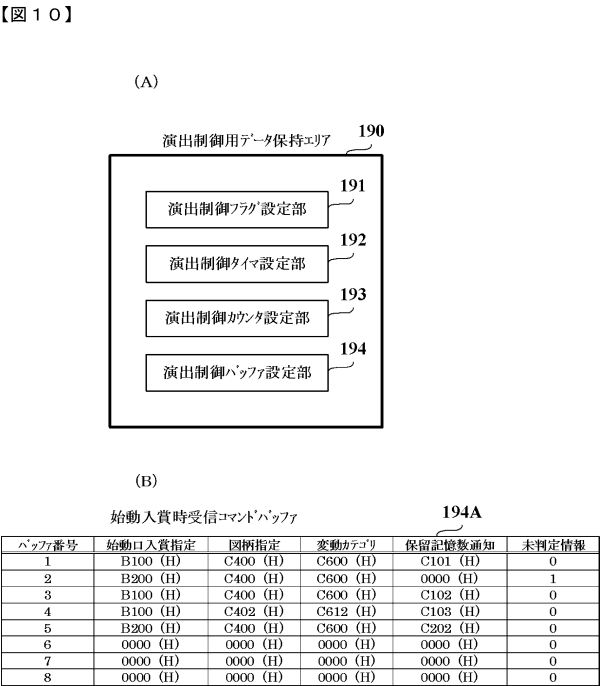 【図１０】
(A)
演出制御用ﾃﾞｰﾀ保持ｴﾘｱ
190
演出制御ﾌﾗｸﾞ設定部
191
演出制御ﾀｲﾏ設定部
192
演出制御ｶｳﾝﾀ設定部
193
演出制御ﾊﾞｯﾌｧ設定部
194
(B)
始動入賞時受信ｺﾏﾝﾄﾞﾊﾞｯﾌｧ
194A
ﾊﾞｯﾌｧ番号 始動口入賞指定 図柄指定 変動ｶﾃｺﾞﾘ 保留記憶数通知 未判定情報
1 B100 (H) C400 (H) C600 (H) C101 (H) 0
2 B200 (H) C400 (H) C600 (H) 0000 (H) 1
3 B100 (H) C400 (H) C600 (H) C102 (H) 0
4 B100 (H) C402 (H) C612 (H) C103 (H) 0
5 B200 (H) C400 (H) C600 (H) C202 (H) 0
6 0000 (H) 0000 (H) 0000 (H) 0000 (H) 0
7 0000 (H) 0000 (H) 0000 (H) 0000 (H) 0
8 0000 (H) 0000 (H) 0000 (H) 0000 (H) 0